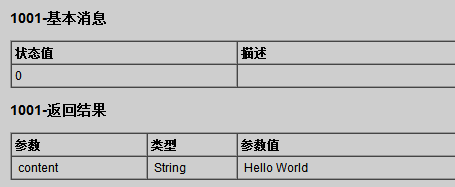 1001-基本消息
状态值 描述
0
1001-返回结果
参数 类型 参数值
content String Hello World